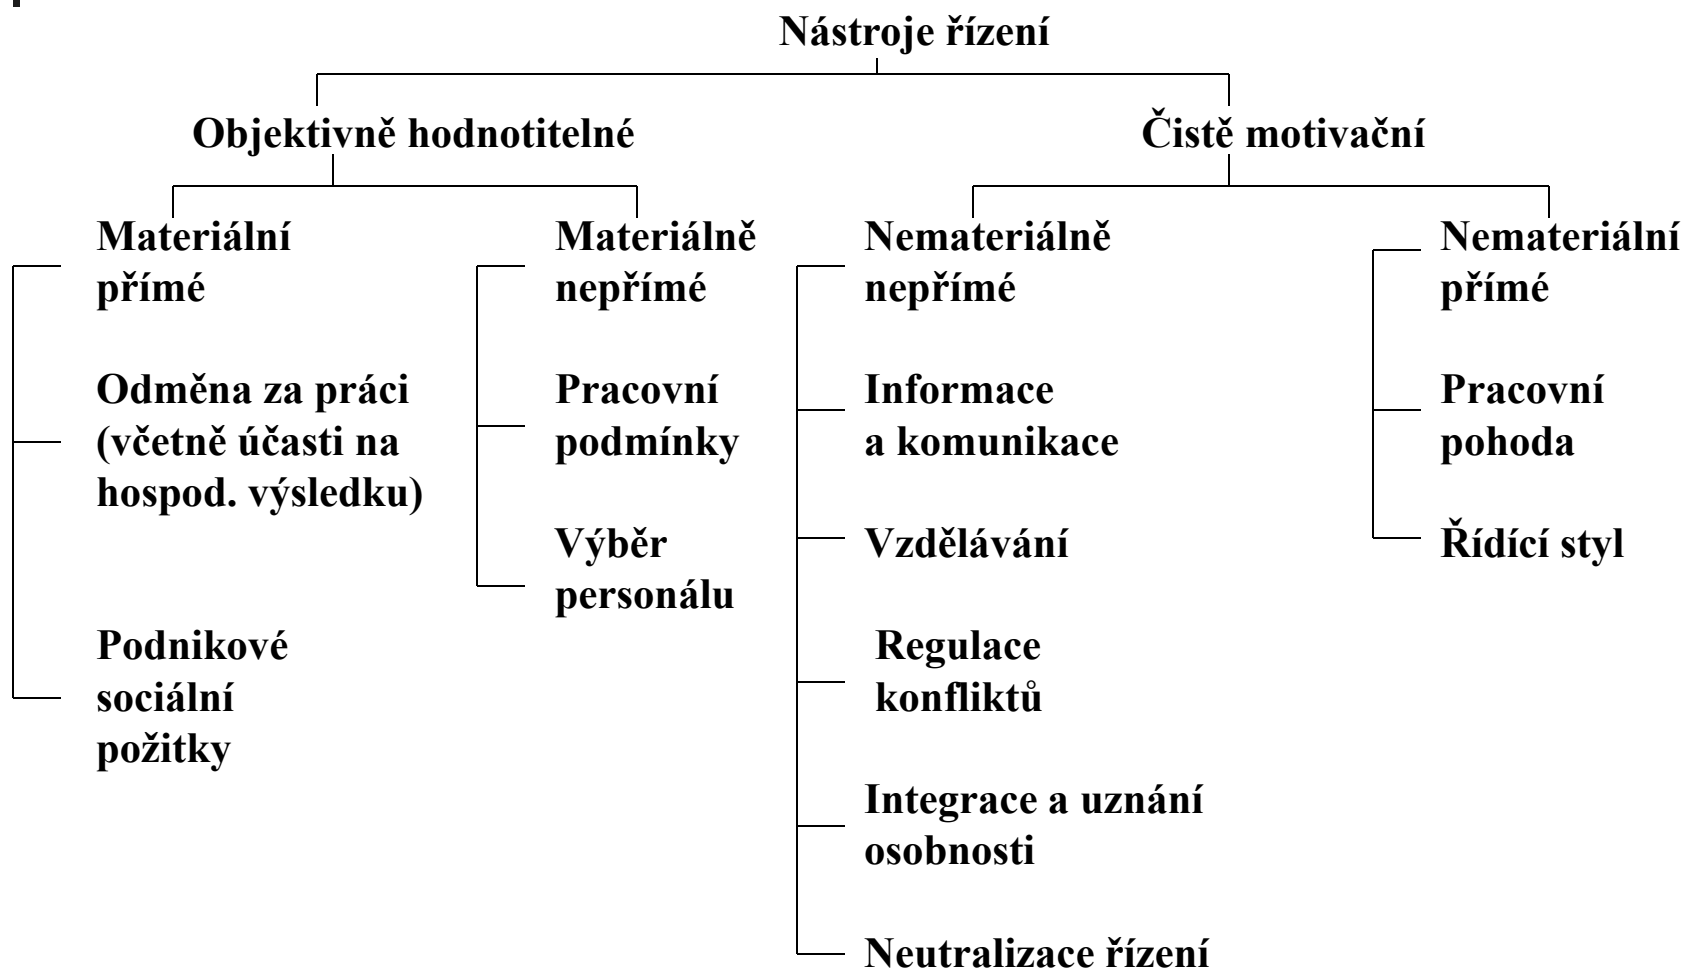 Nástroje řízení
Objektivně hodnotitelné
Čistě motivační
Materiální
přímé
Odměna za práci
(včetně účasti na
hospod. výsledku)
Podnikové
sociální
požitky
Materiálně
nepřímé
Pracovní
podmínky
Výběr
personálu
Nemateriálně
nepřímé
Informace
a komunikace
Vzdělávání
Regulace
konfliktů
Integrace a uznání
osobnosti
Neutralizace řízení
Nemateriální
přímé
Pracovní
pohoda
Řídící styl